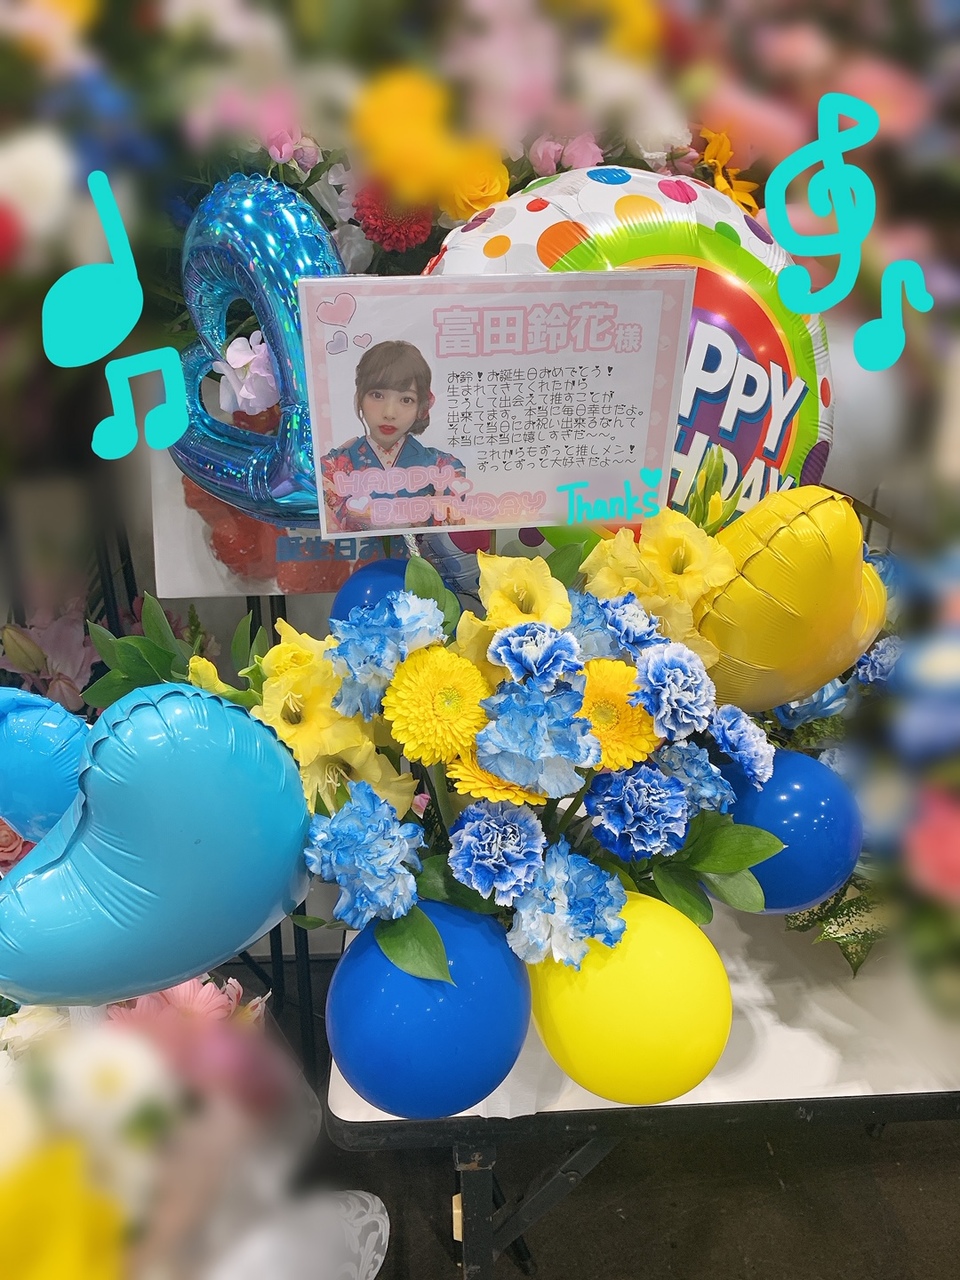 富田鈴花様
お鈴❣お誕生日おめでとう❣
生まれてきてくれたから
こうして出会えて推すことが
出来てます。本当に毎日幸せだよ。
そして当日にお祝い出来るなんて
本当に本当に嬉しすぎだ〜〜。
これからもずっと推しメン❣
ずっとずっと大好きだよ〜〜
HAPPY
BIRTHDAY
Thanks
PPY
HDAY